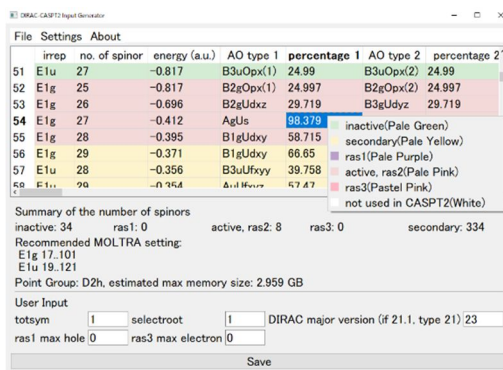 DIRAC-CASPT2 Input Generator
File Settings About
irrep no. of spinor energy (a.u.) AO type 1 percentage 1 AO type 2 percentage 2
51 E1u 27 -0.817 B3uOpx(1) 24.99 B3uOpx(2) 24.99
52 E1g 25 -0.817 B2gOpx(1) 24.997 B2gOpx(2) 24.997
53 E1g 26 -0.696 B2gUdxz 29.719 B3gUdyz 29.719
54 E1g 27 -0.412 AgUs 98.379
55 E1g 28 -0.395 B1gUdxy 58.715
56 E1g 29 -0.371 B1gUdxy 66.65
57 E1u 28 -0.356 B3uUfxyy 39.758
58 E1u 29 -0.354 AuUfxyz 57.47
inactive(Pale Green)
secondary(Pale Yellow)
ras1(Pale Purple)
active, ras2(Pale Pink)
ras3(Pastel Pink)
not used in CASPT2(White)
Summary of the number of spinors
inactive: 34 ras1: 0 active, ras2: 8 ras3: 0 secondary: 334
Recommended MOLTRA setting:
E1g 17..101
E1u 19..121
Point Group: D2h, estimated max memory size: 2.959 GB
User Input
totsym 1 selectroot 1 DIRAC major version (if 21.1, type 21) 23
ras1 max hole 0 ras3 max electron 0
Save